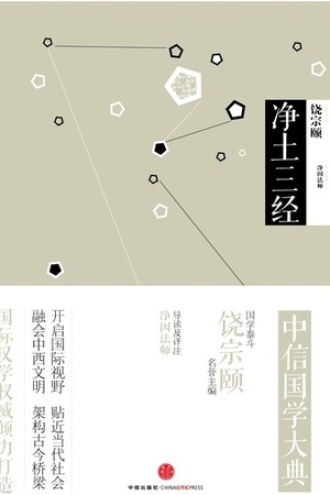 饶宗颐
净土三经
净因法师
中信国学大典
国学泰斗
饶宗颐
名誉主编
导读及译注
净因法师
开启国际视野 贴近当代社会
融会中西文明 架构古今桥梁
国际汉学权威倾力打造
中信出版社·CHINA CITIC PRESS